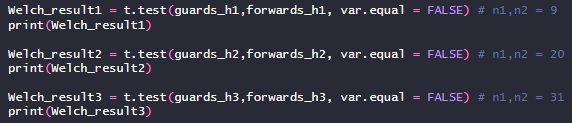 Welch_result1 = t.test(guards_h1,forwards_h1, var.equal = FALSE) # n1,n2 = 9
print(Welch_result1)
Welch_result2 = t.test(guards_h2,forwards_h2, var.equal = FALSE) # n1,n2 = 20
print(Welch_result2)
Welch_result3 = t.test(guards_h3,forwards_h3, var.equal = FALSE) # n1,n2 = 31
print(Welch_result3)